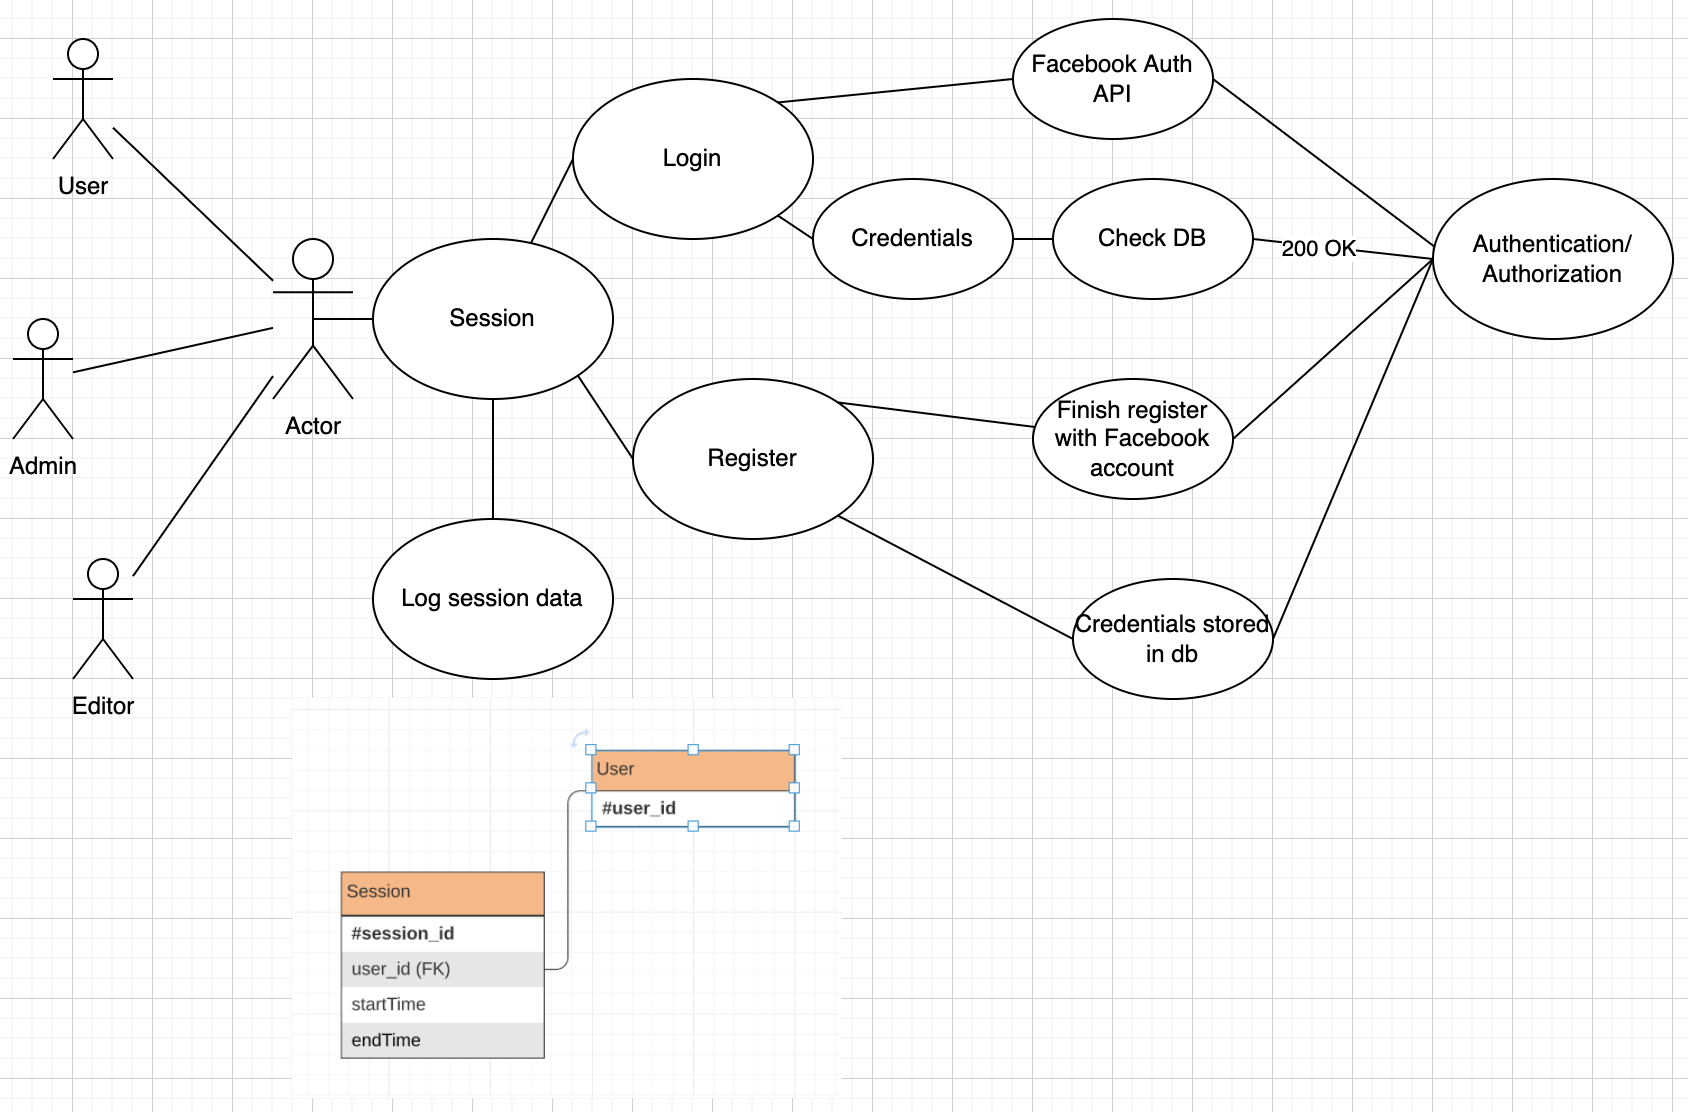 User
Admin
Editor
Actor
Session
Log session data
Login
Register
Facebook Auth
API
Credentials
Check DB
200 OK
Finish register
with Facebook
account
Credentials stored
in db
Authentication/
Authorization
User
#user_id
Session
#session_id
user_id (FK)
startTime
endTime